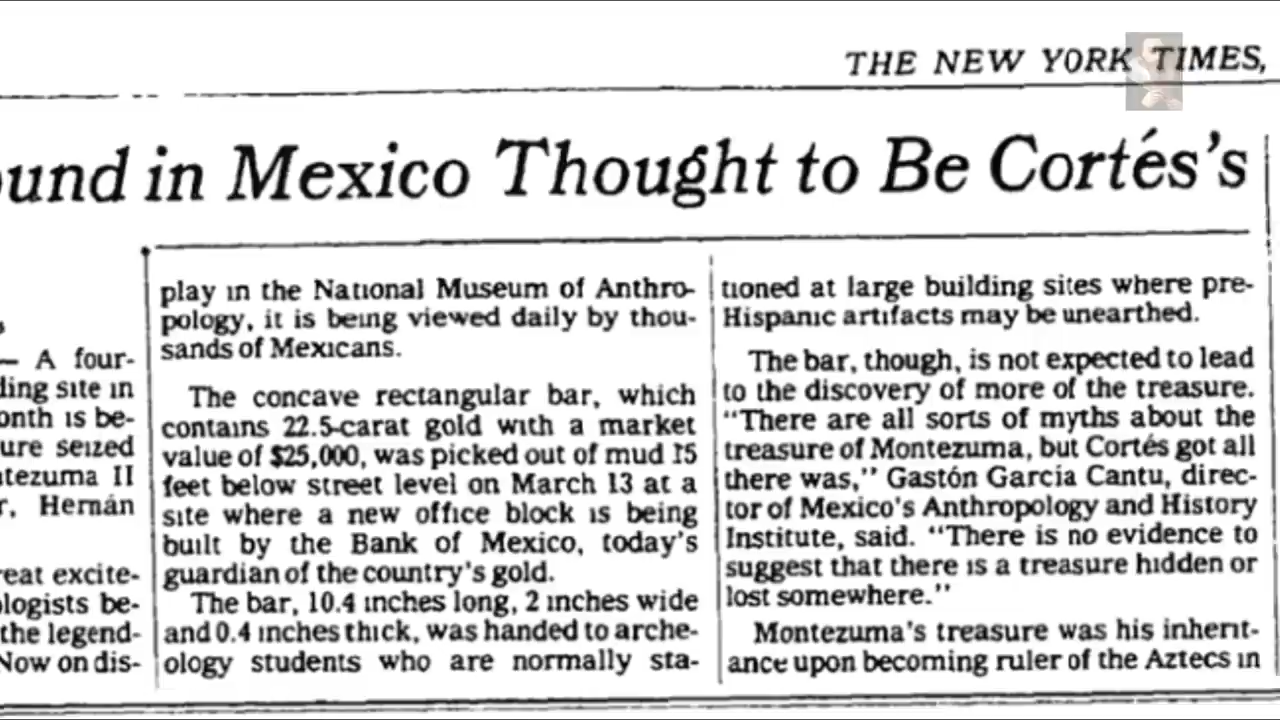 THE NEW YORK TIMES,
und in Mexico Thought to Be Cortés's
— A four-
ding site in
onth is be-
ure seized
tezuma II
r, Hernán
reat excite-
logists be-
the legend-
Now on dis-
play in the National Museum of Anthro-
pology, it is being viewed daily by thou-
sands of Mexicans.
The concave rectangular bar, which
contains 22.5-carat gold with a market
value of $25,000, was picked out of mud 15
feet below street level on March 13 at a
site where a new office block is being
built by the Bank of Mexico, today's
guardian of the country's gold.
The bar, 10.4 inches long, 2 inches wide
and 0.4 inches thick, was handed to arche-
ology students who are normally sta-
tioned at large building sites where pre-
Hispanic artifacts may be unearthed.
The bar, though, is not expected to lead
to the discovery of more of the treasure.
"There are all sorts of myths about the
treasure of Montezuma, but Cortés got all
there was," Gastón García Cantu, direc-
tor of Mexico's Anthropology and History
Institute, said. "There is no evidence to
suggest that there is a treasure hidden or
lost somewhere."
Montezuma's treasure was his inherit-
ance upon becoming ruler of the Aztecs in